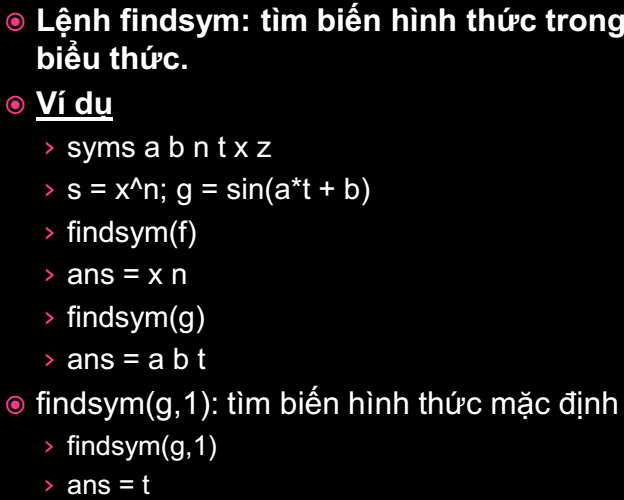 Lệnh findsym: tìm biến hình thức trong
biểu thức.
Ví dụ
syms a b n t x z
s = x^n; g = sin(a*t + b)
findsym(f)
ans = x n
findsym(g)
ans = a b t
findsym(g,1): tìm biến hình thức mặc định
findsym(g,1)
ans = t